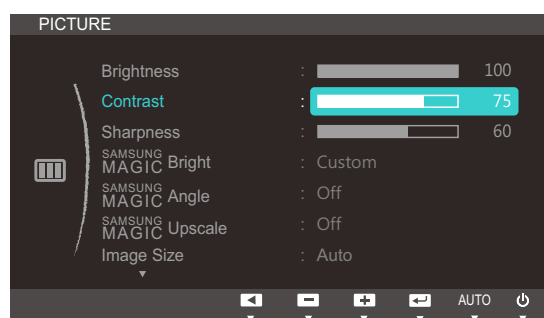 PICTURE
Brightness : 100
Contrast : 75
Sharpness : 60
SAMSUNG MAGIC Bright : Custom
SAMSUNG MAGIC Angle : Off
SAMSUNG MAGIC Upscale : Off
Image Size : Auto
AUTO